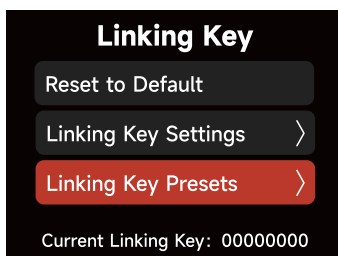 Linking Key
Reset to Default
Linking Key Settings
Linking Key Presets
Current Linking Key: 00000000